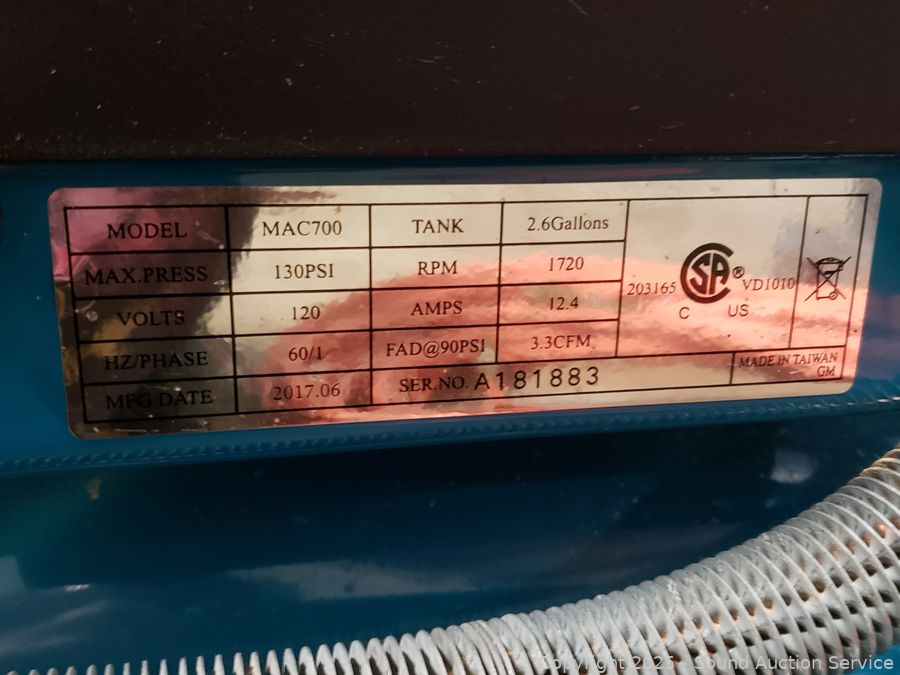 MODEL MAC700 TANK 2.6Gallons
MAX.PRESS 130PSI RPM 1720
203165 SA ® VD1010
VOLTS 120 AMPS 12.4
C US
HZ/PHASE 60/1 FAD@90PSI 3.3CFM
MFG.DATE 2017.06 SER.NO. A181883
MADE IN TAIWAN
GM
Copyright 2025 - Sound Auction Service